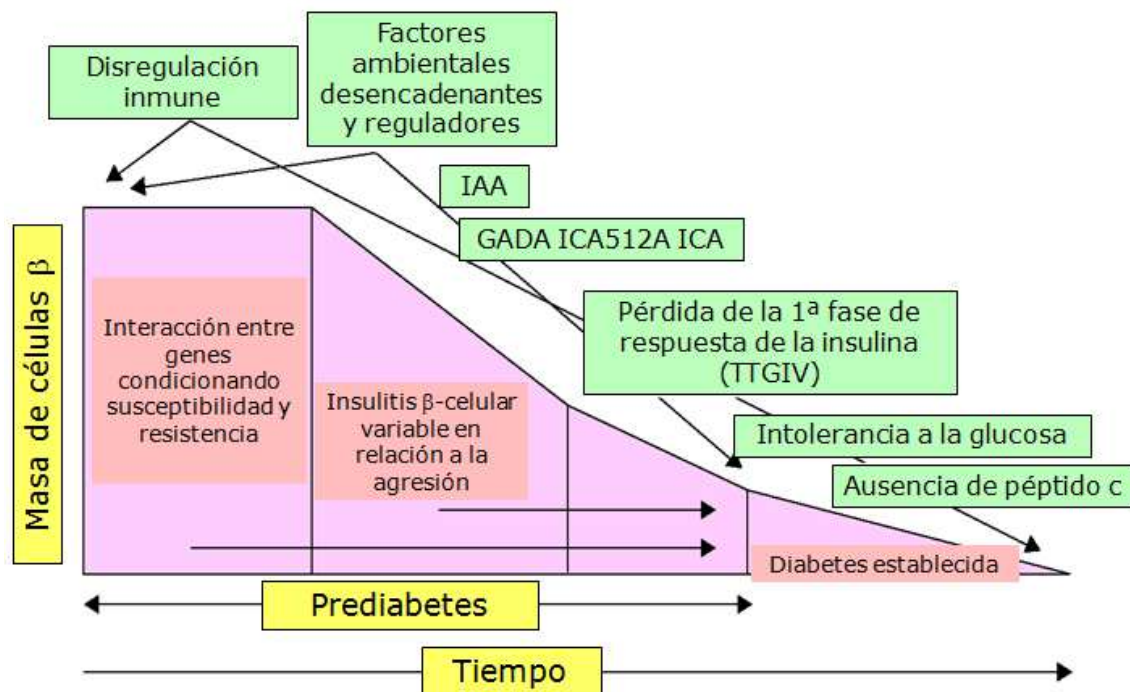 Disregulación
inmune
Factores
ambientales
desencadenantes
y reguladores
IAA
GADA ICA512A ICA
Pérdida de la 1ª fase de
respuesta de la insulina
(TTGIV)
Intolerancia a la glucosa
Ausencia de péptido c
Masa de células β
Interacción entre
genes
condicionando
susceptibilidad y
resistencia
Insulitis β-celular
variable en
relación a la
agresión
Diabetes establecida
Prediabetes
Tiempo